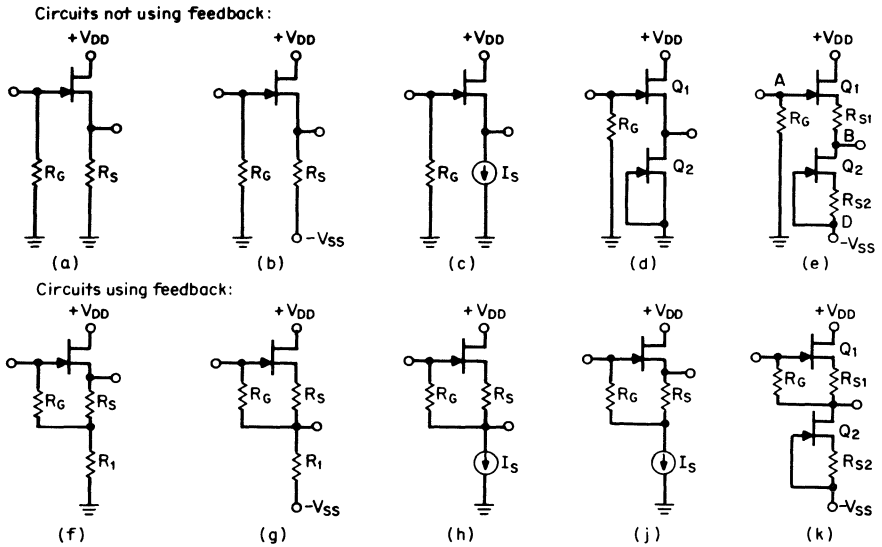 Circuits not using feedback:
+VDD +VDD +VDD +VDD +VDD
A Q1 Q1
RG RS1
B
RG RS RG RS RG IS Q2 RG Q2
RS2
D
-VSS -VSS
(a) (b) (c) (d) (e)
Circuits using feedback:
+VDD +VDD +VDD +VDD +VDD
Q1
RG RS RG RS RG RS RG RS RG RS1
Q2
R1 R1 IS IS RS2
-VSS -VSS
(f) (g) (h) (j) (k)